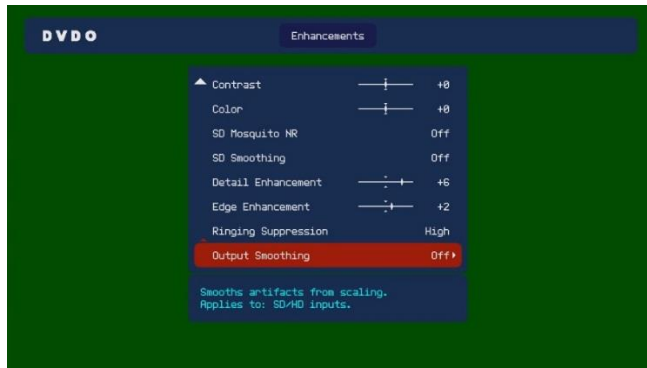 DVDO
Enhancements
Contrast +0
Color +0
SD Mosquito NR Off
SD Smoothing Off
Detail Enhancement +6
Edge Enhancement +2
Ringing Suppression High
Output Smoothing Off
Smooths artifacts from scaling.
Applies to: SD/HD inputs.